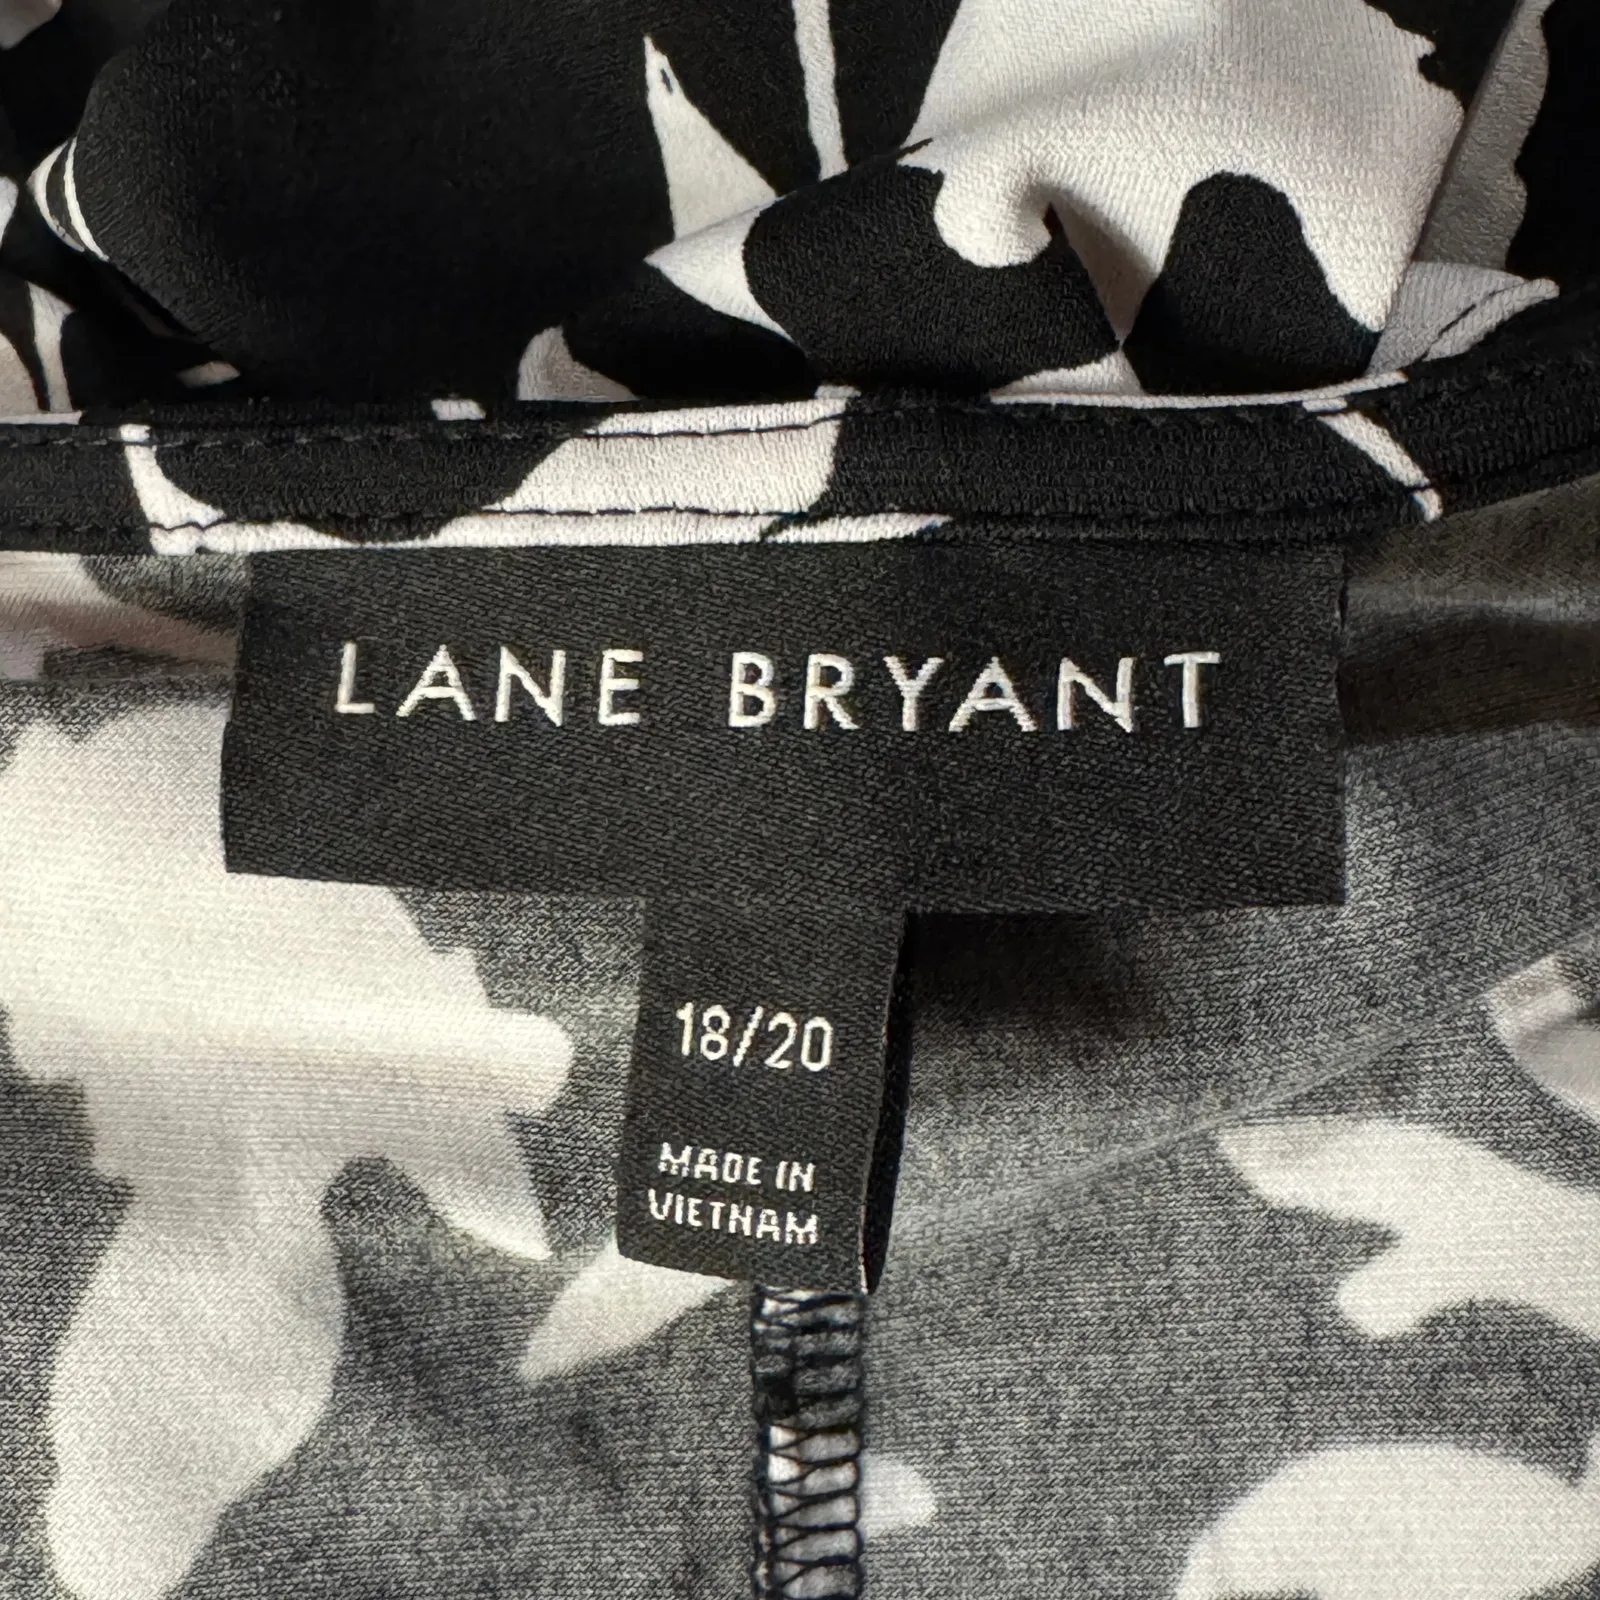 LANE BRYANT
18/20
MADE IN
VIETNAM